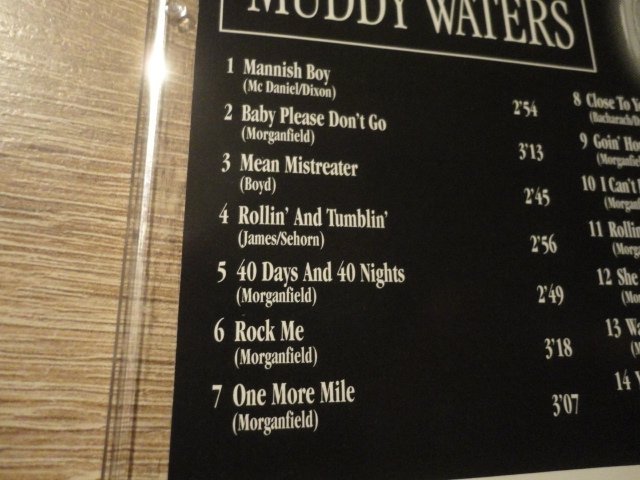 MUDDY WATERS
1 Mannish Boy
(Mc Daniel/Dixon)
2'54
2 Baby Please Don't Go
(Morganfield)
3'13
3 Mean Mistreater
(Boyd)
2'45
4 Rollin' And Tumblin'
(James/Sehorn)
2'56
5 40 Days And 40 Nights
(Morganfield)
2'49
6 Rock Me
(Morganfield)
3'18
7 One More Mile
(Morganfield)
3'07
8 Close To
9 Goin'
10 I Can't
11
12 She
13
14